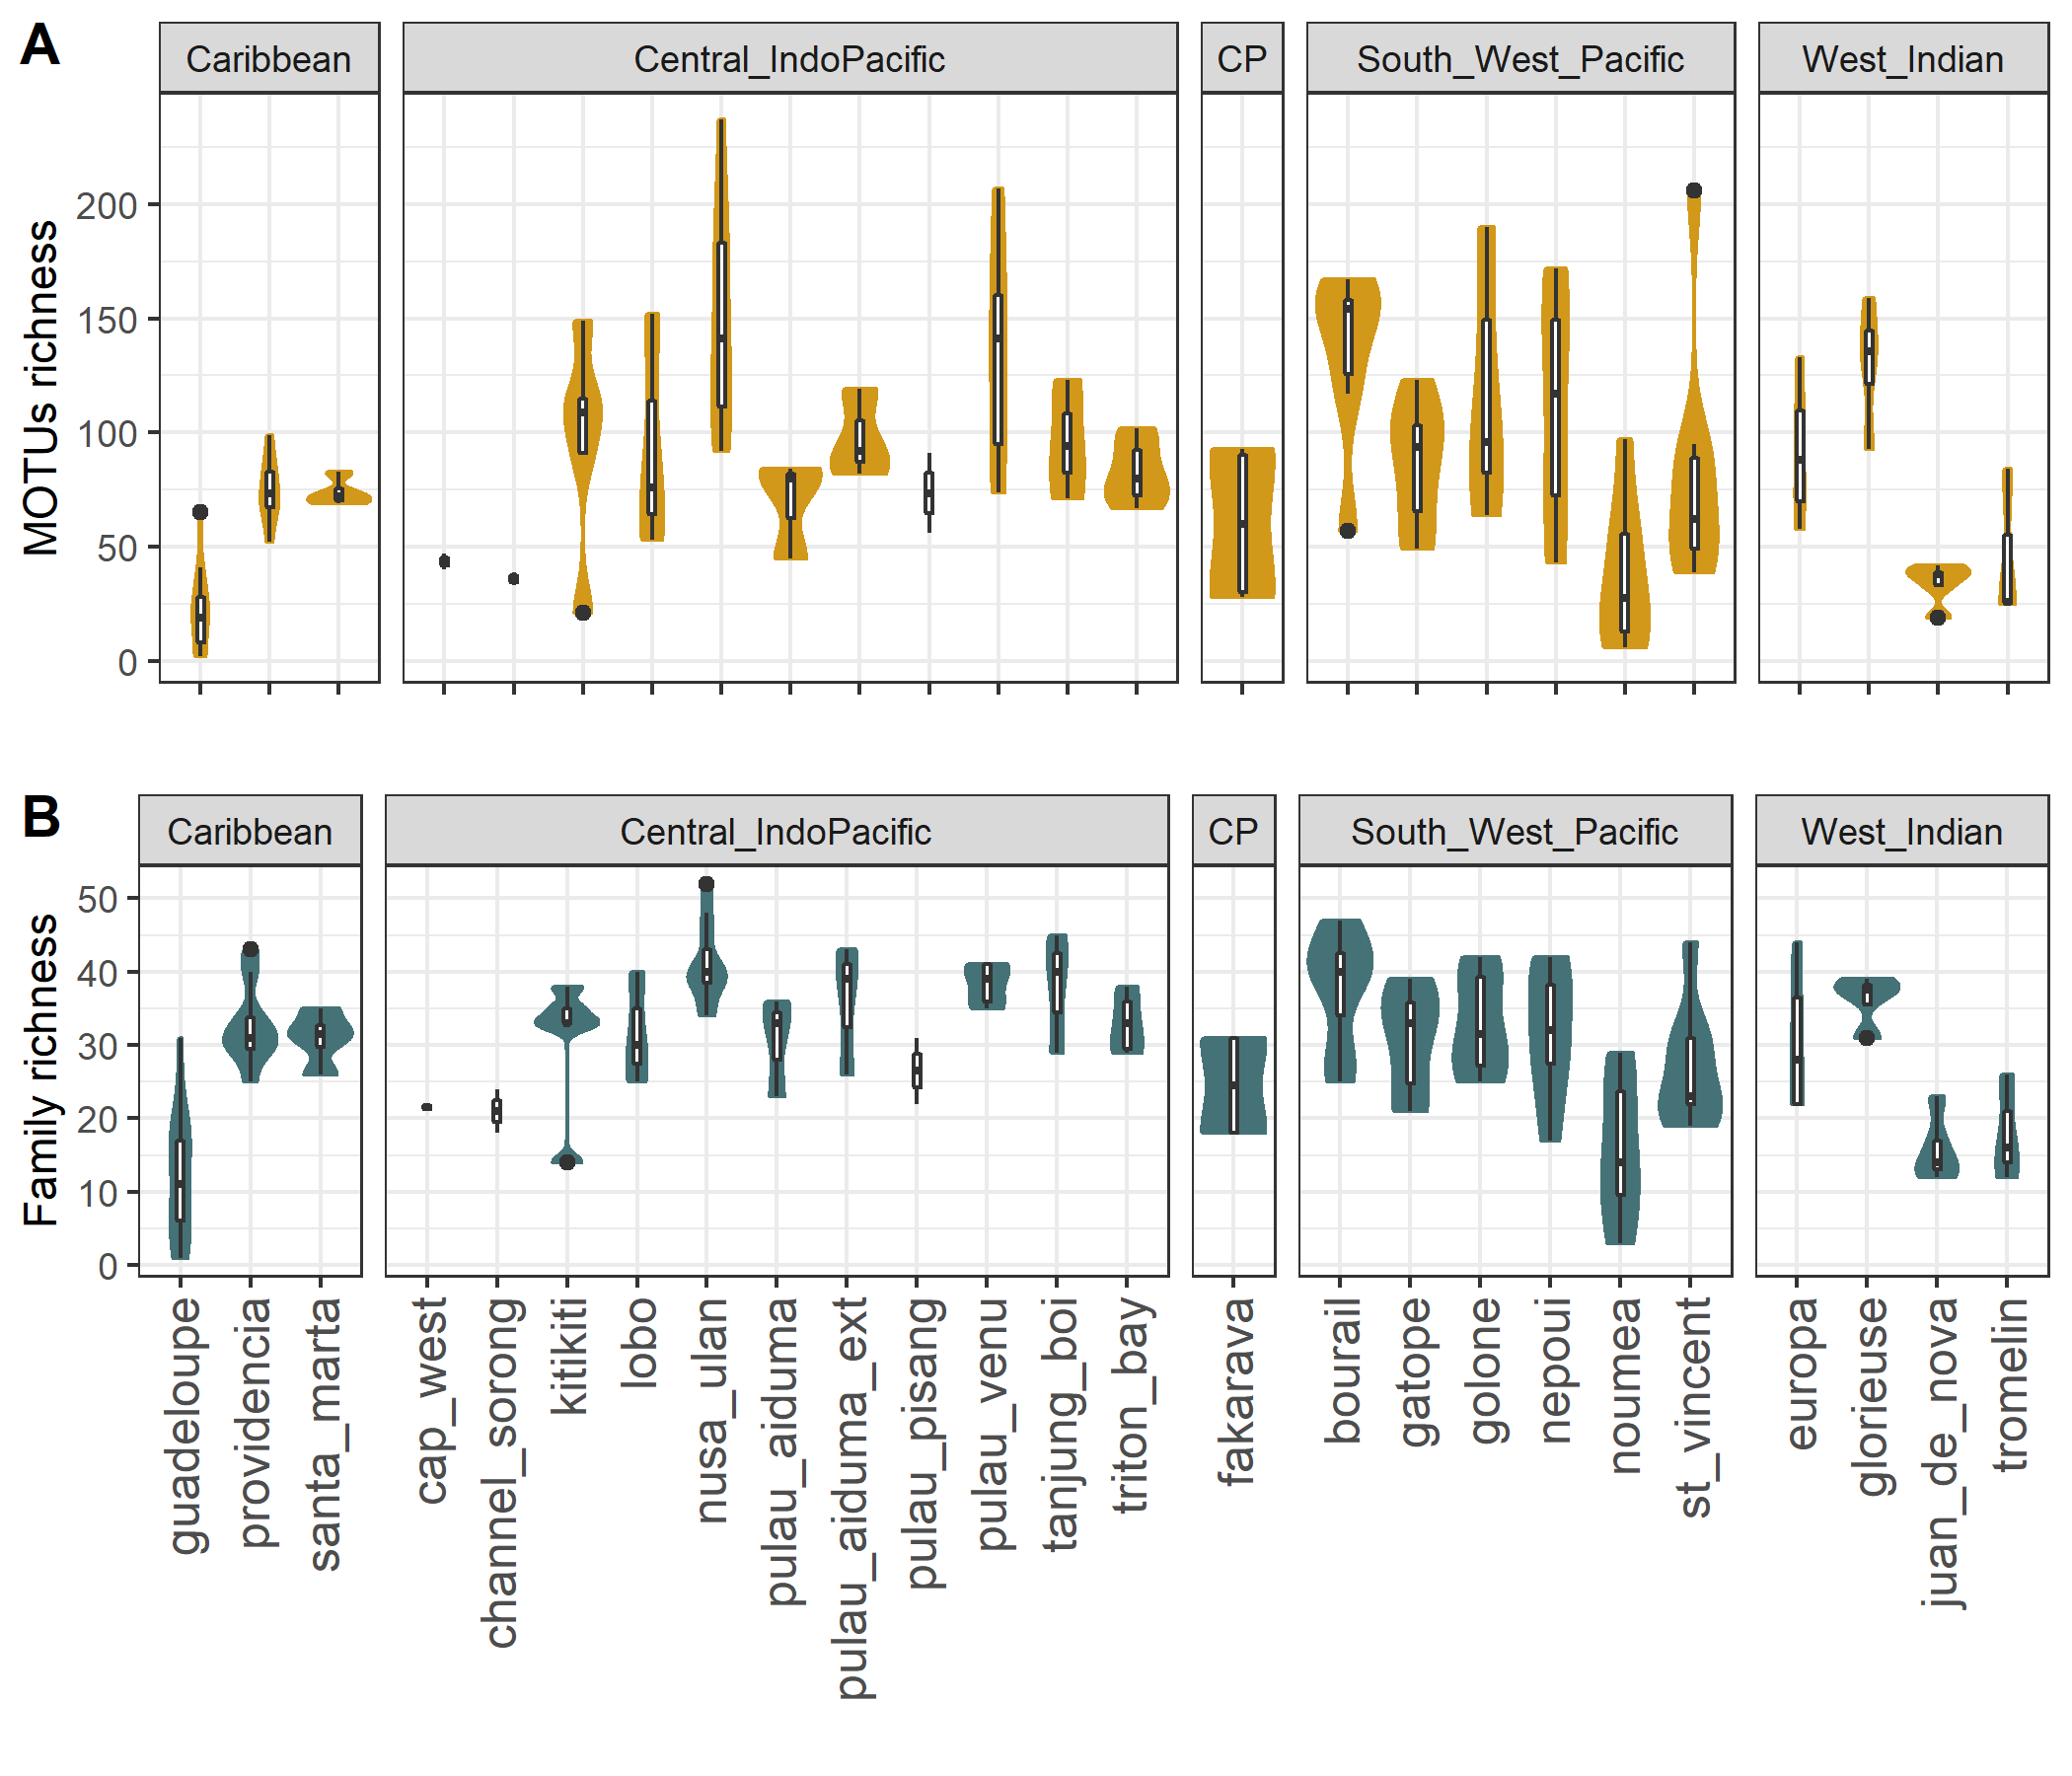 A
Caribbean
Central_IndoPacific
CP
South_West_Pacific
West_Indian
MOTUs richness
200
150
100
50
0
B
Caribbean
Central_IndoPacific
CP
South_West_Pacific
West_Indian
Family richness
50
40
30
20
10
0
guadeloupe
providencia
santa_marta
cap_west
channel_sorong
kitikiti
lobo
nusa_ulan
pulau_aiduma
pulau_aiduma_ext
pulau_pisang
pulau_venu
tanjung_boi
triton_bay
fakarava
bourail
gatope
golone
nepoui
noumea
st_vincent
europa
glorieuse
juan_de_nova
tromelin